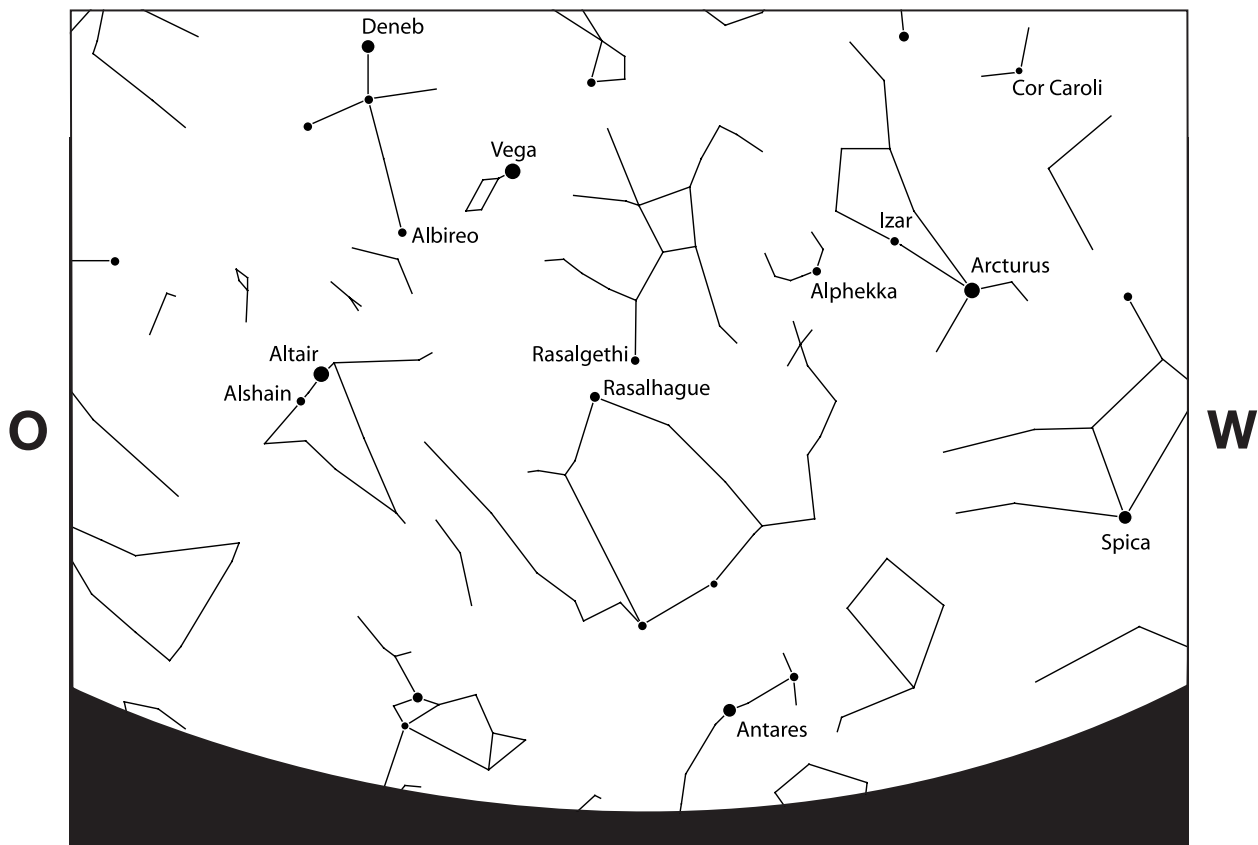 Deneb
Cor Caroli
Vega
Izar
Albireo
Arcturus
Alphekka
Altair
Rasalgethi
Alshain
Rasalhague
O
W
Spica
Antares